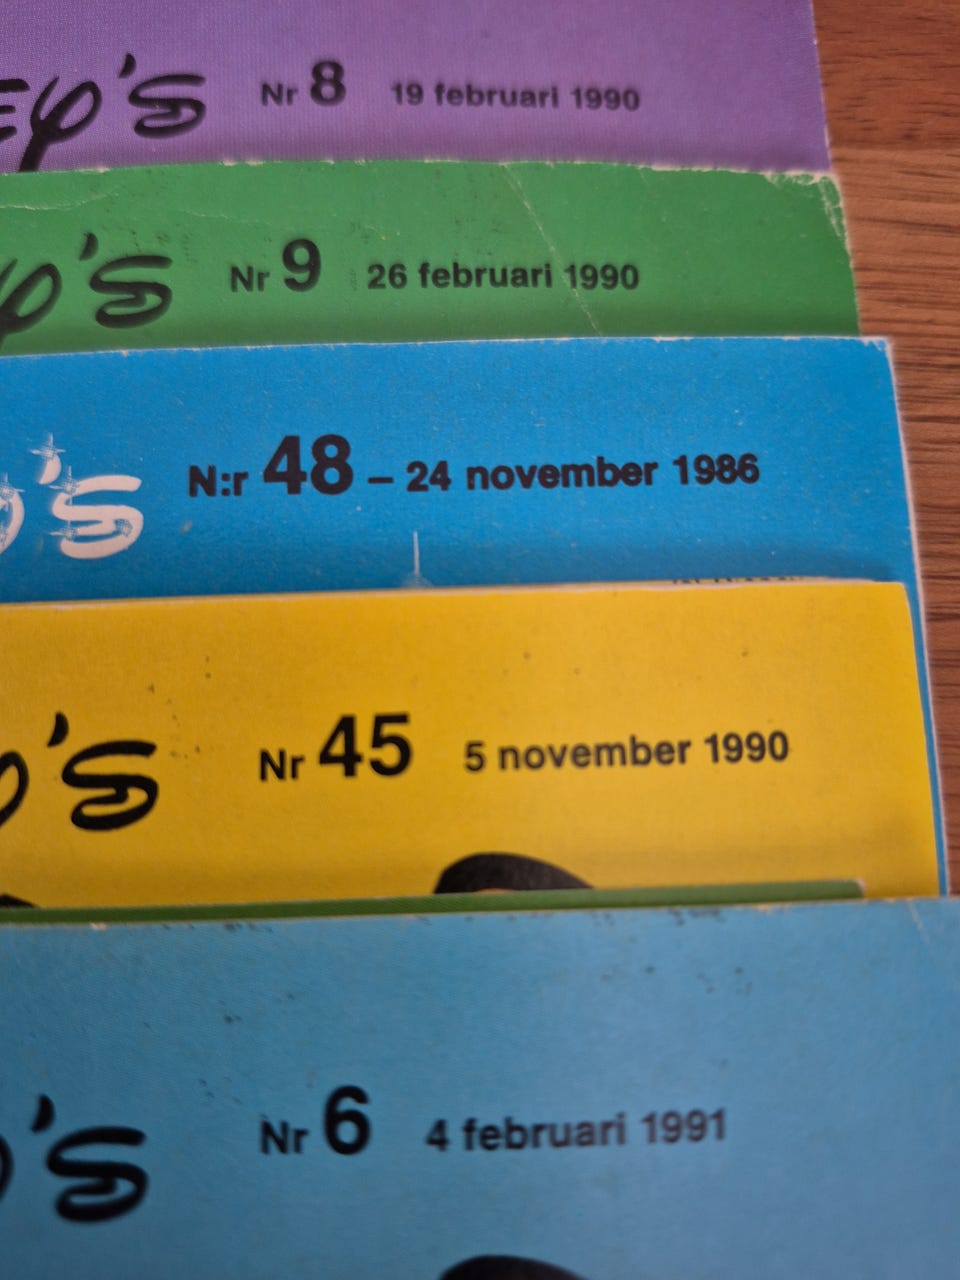 EY'S Nr 8 19 februari 1990
Y'S Nr 9 26 februari 1990
Y'S N:r 48 – 24 november 1986
Y'S Nr 45 5 november 1990
Y'S Nr 6 4 februari 1991